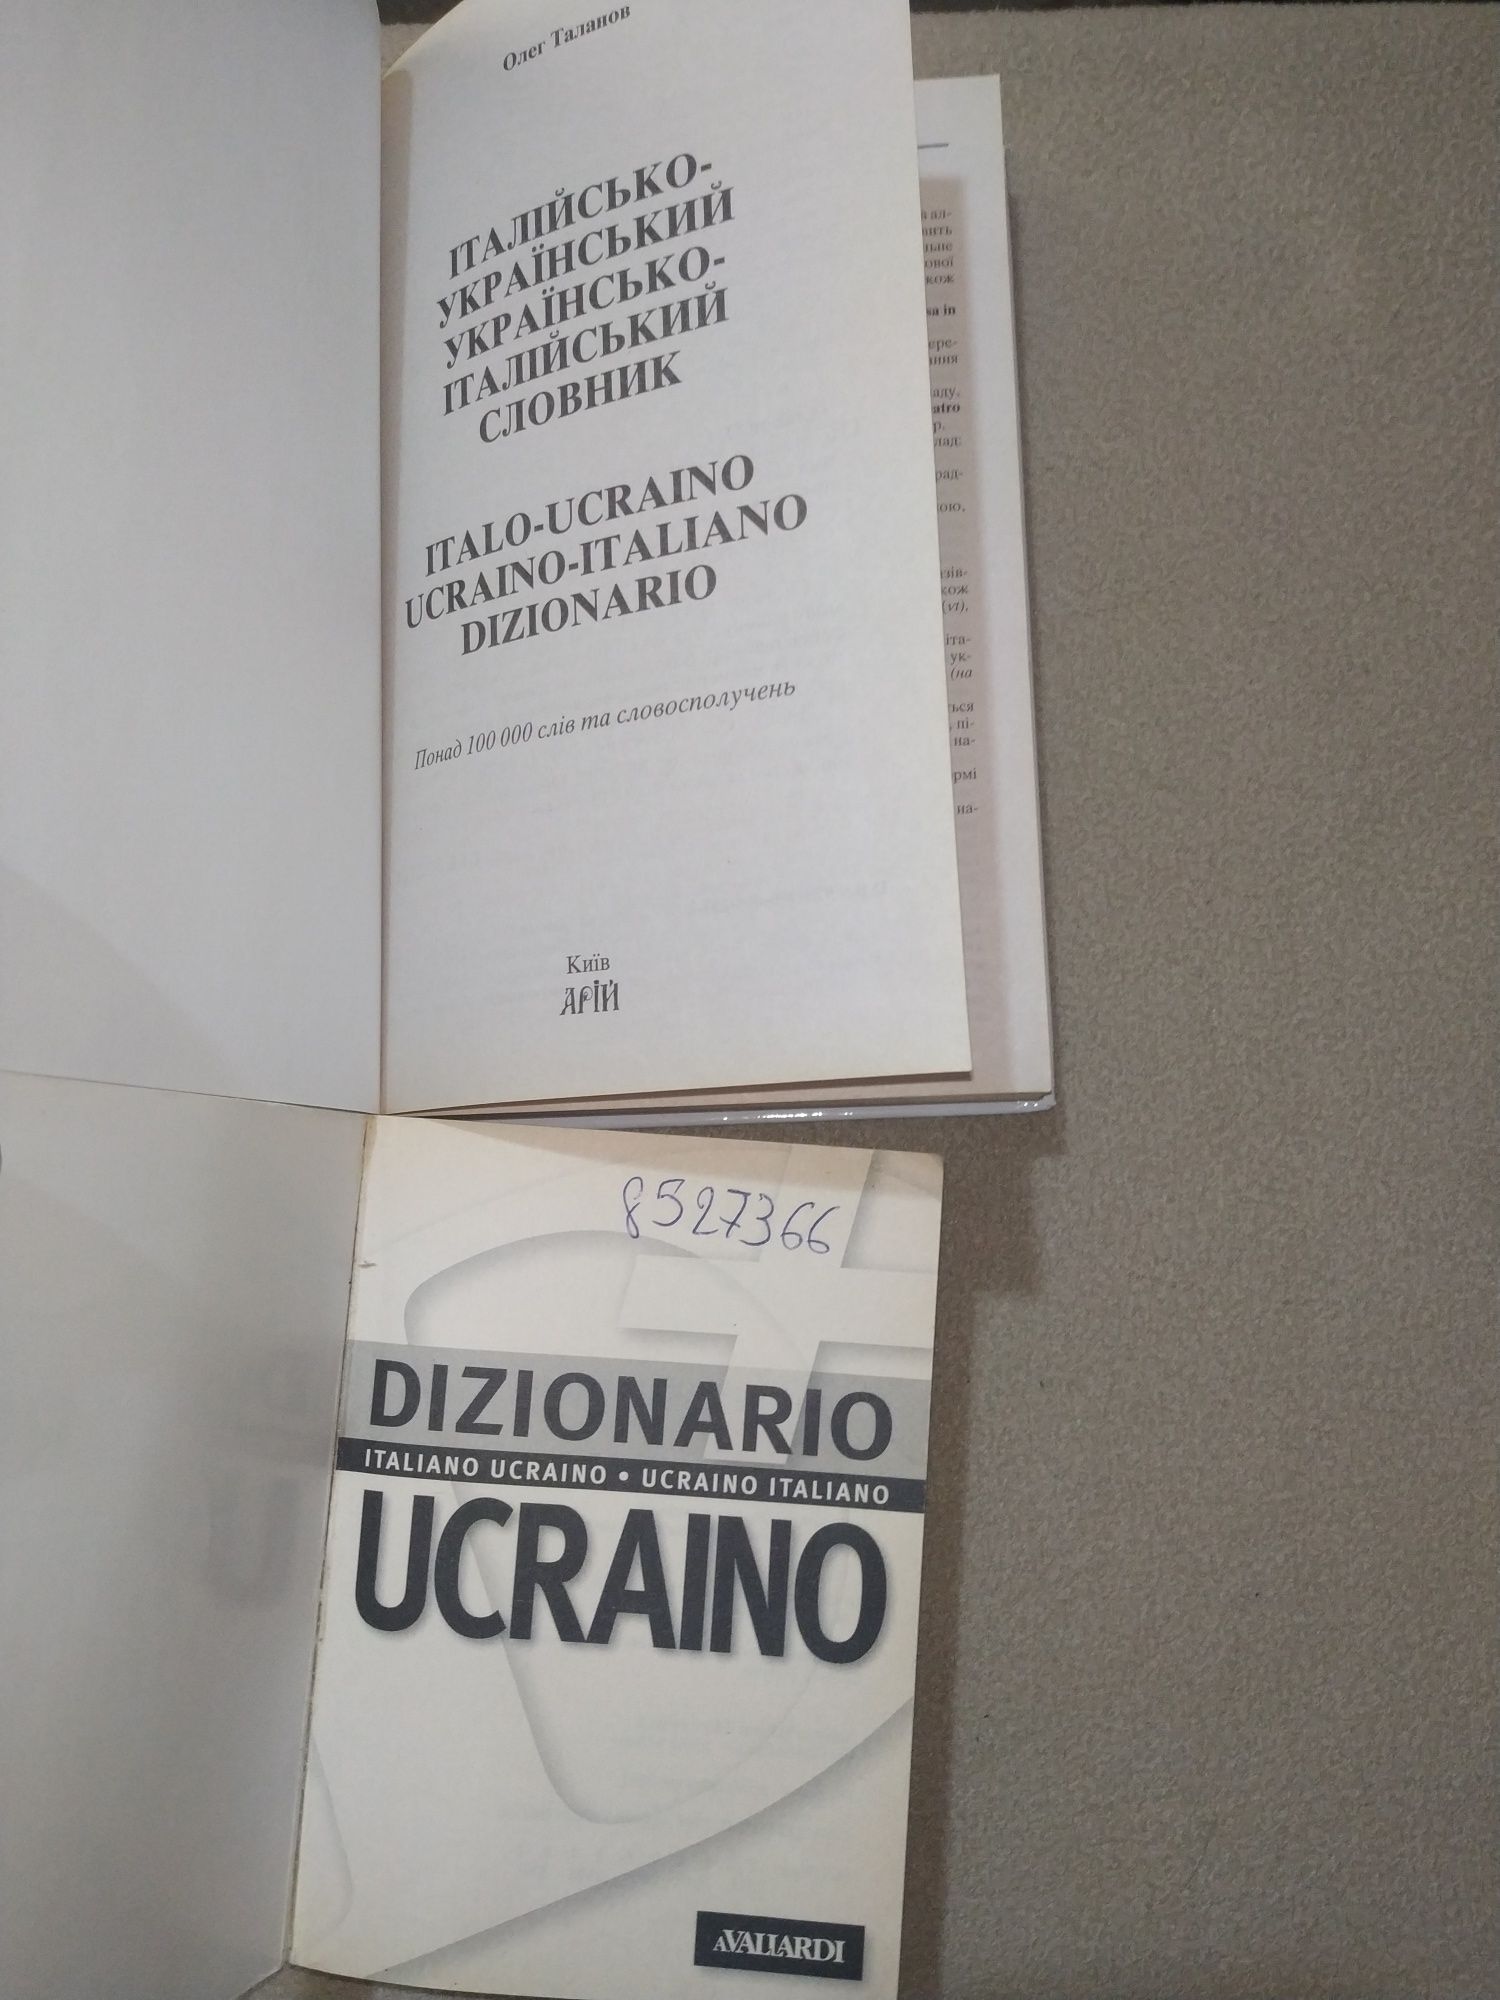 Олег Таланов
ІТАЛІЙСЬКО-
УКРАЇНСЬКИЙ
УКРАЇНСЬКО-
ІТАЛІЙСЬКИЙ
СЛОВНИК
ITALO-UCRAINO
UCRAINO-ITALIANO
DIZIONARIO
Понад 100 000 слів та словосполучень
Київ
АРІЙ
8527366
DIZIONARIO
ITALIANO UCRAINO • UCRAINO ITALIANO
UCRAINO
A.VALLARDI